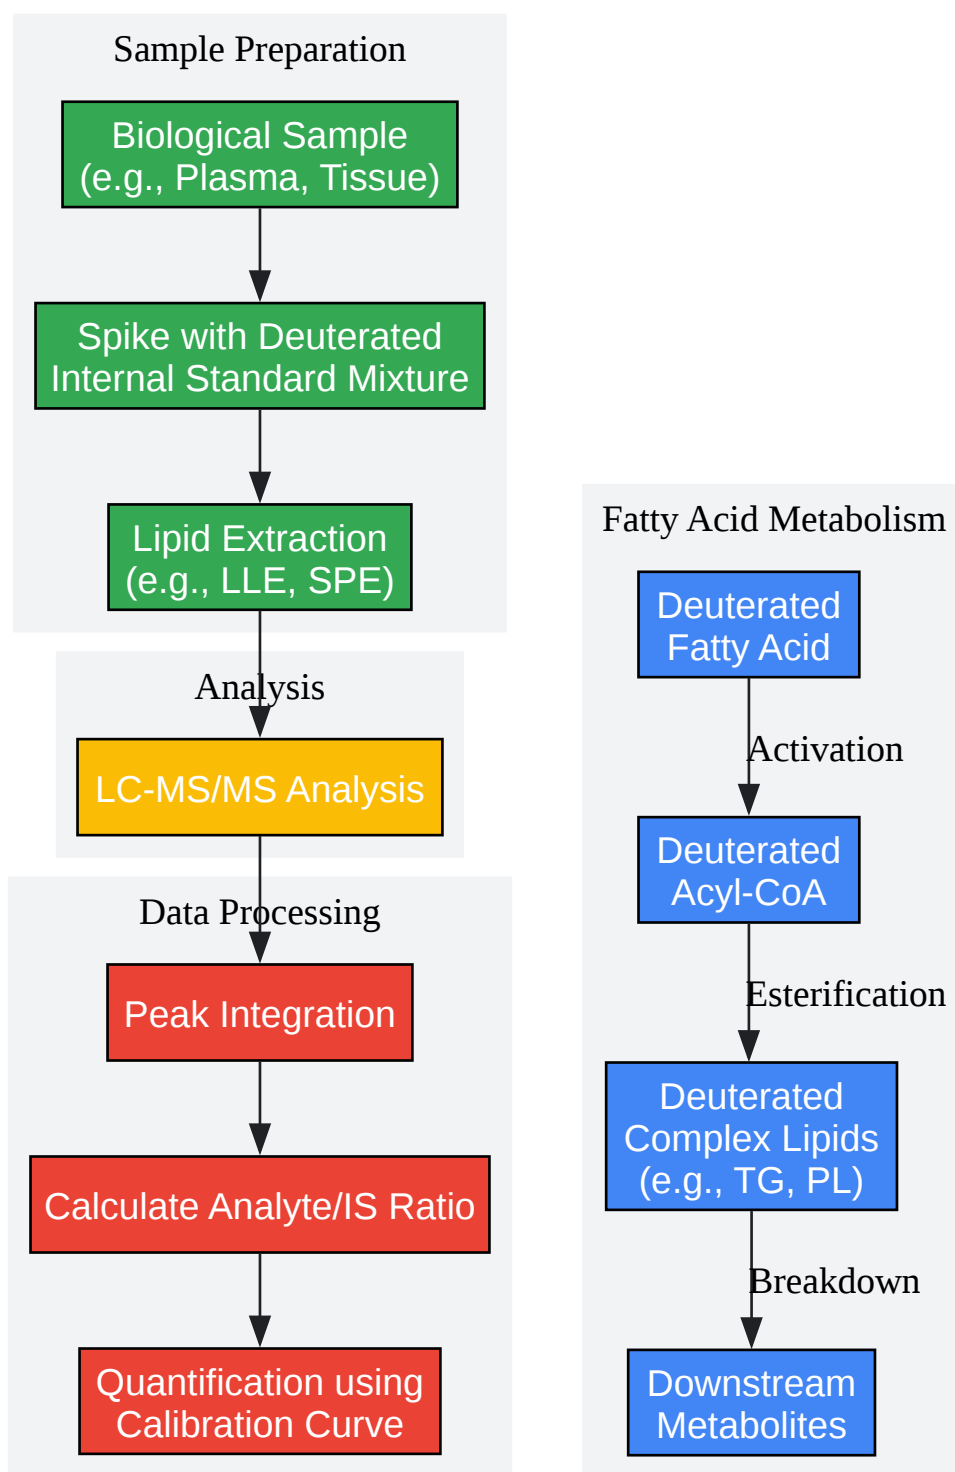 Sample Preparation
Biological Sample
(e.g., Plasma, Tissue)
Spike with Deuterated
Internal Standard Mixture
Lipid Extraction
(e.g., LLE, SPE)
Analysis
LC-MS/MS Analysis
Data Processing
Peak Integration
Calculate Analyte/IS Ratio
Quantification using
Calibration Curve
Fatty Acid Metabolism
Deuterated
Fatty Acid
Activation
Deuterated
Acyl-CoA
Esterification
Deuterated
Complex Lipids
(e.g., TG, PL)
Breakdown
Downstream
Metabolites